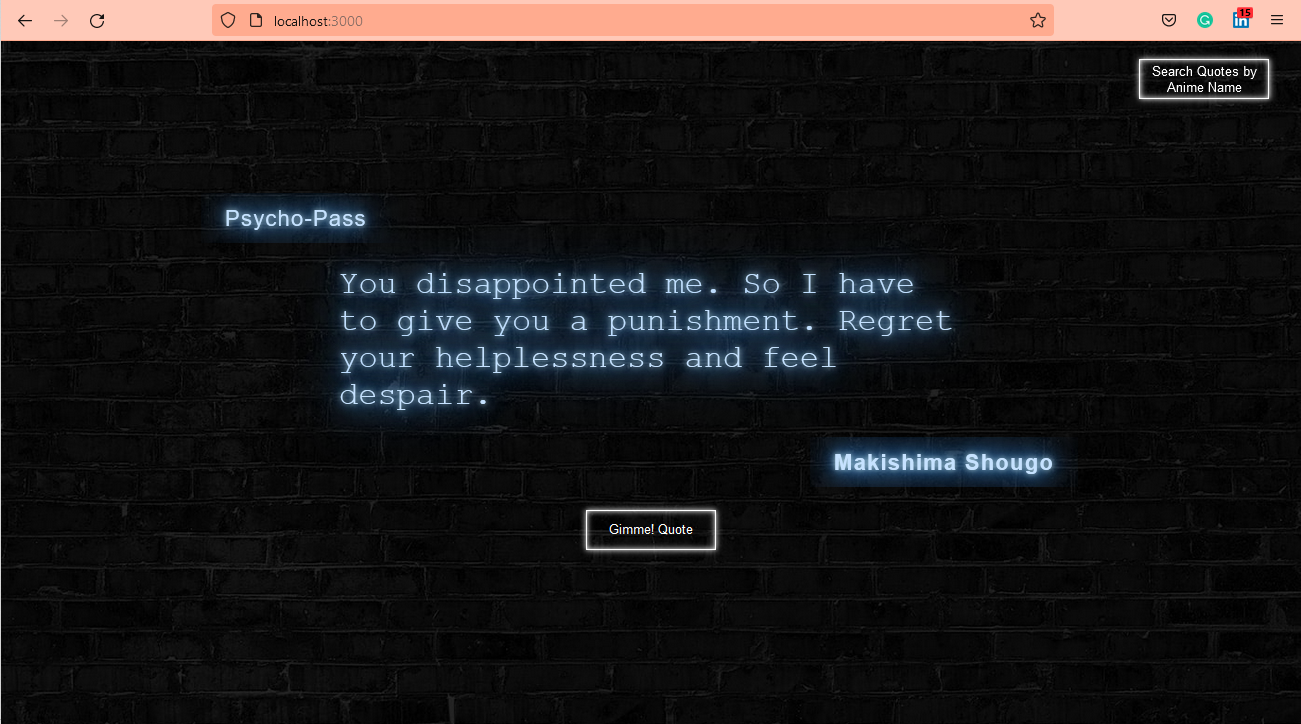 localhost:3000
15
in
Search Quotes by
Anime Name
Psycho-Pass
You disappointed me. So I have
to give you a punishment. Regret
your helplessness and feel
despair.
Makishima Shougo
Gimme! Quote